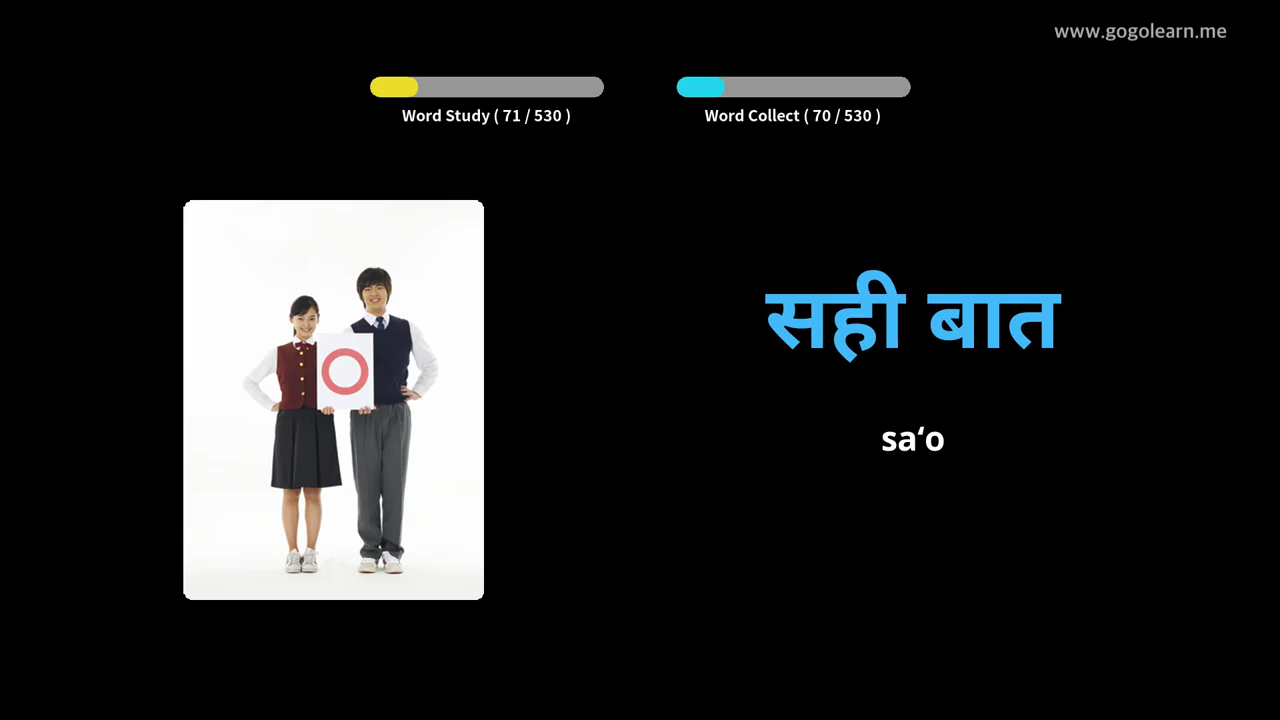 www.gogolearn.me
Word Study ( 71 / 530 )
Word Collect ( 70 / 530 )
सही बात
sa‘o